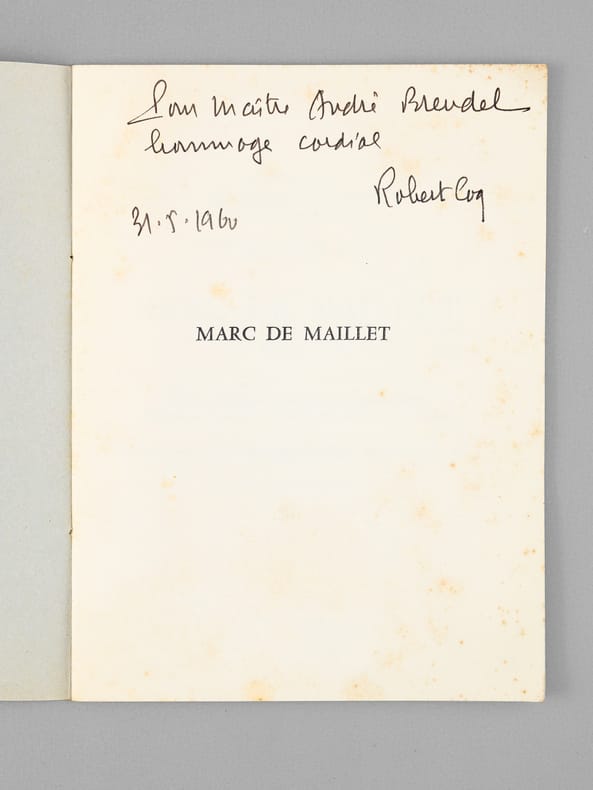 Pour Maître André Brendel
hommage cordial
Robert Coq
31.5.1960
MARC DE MAILLET